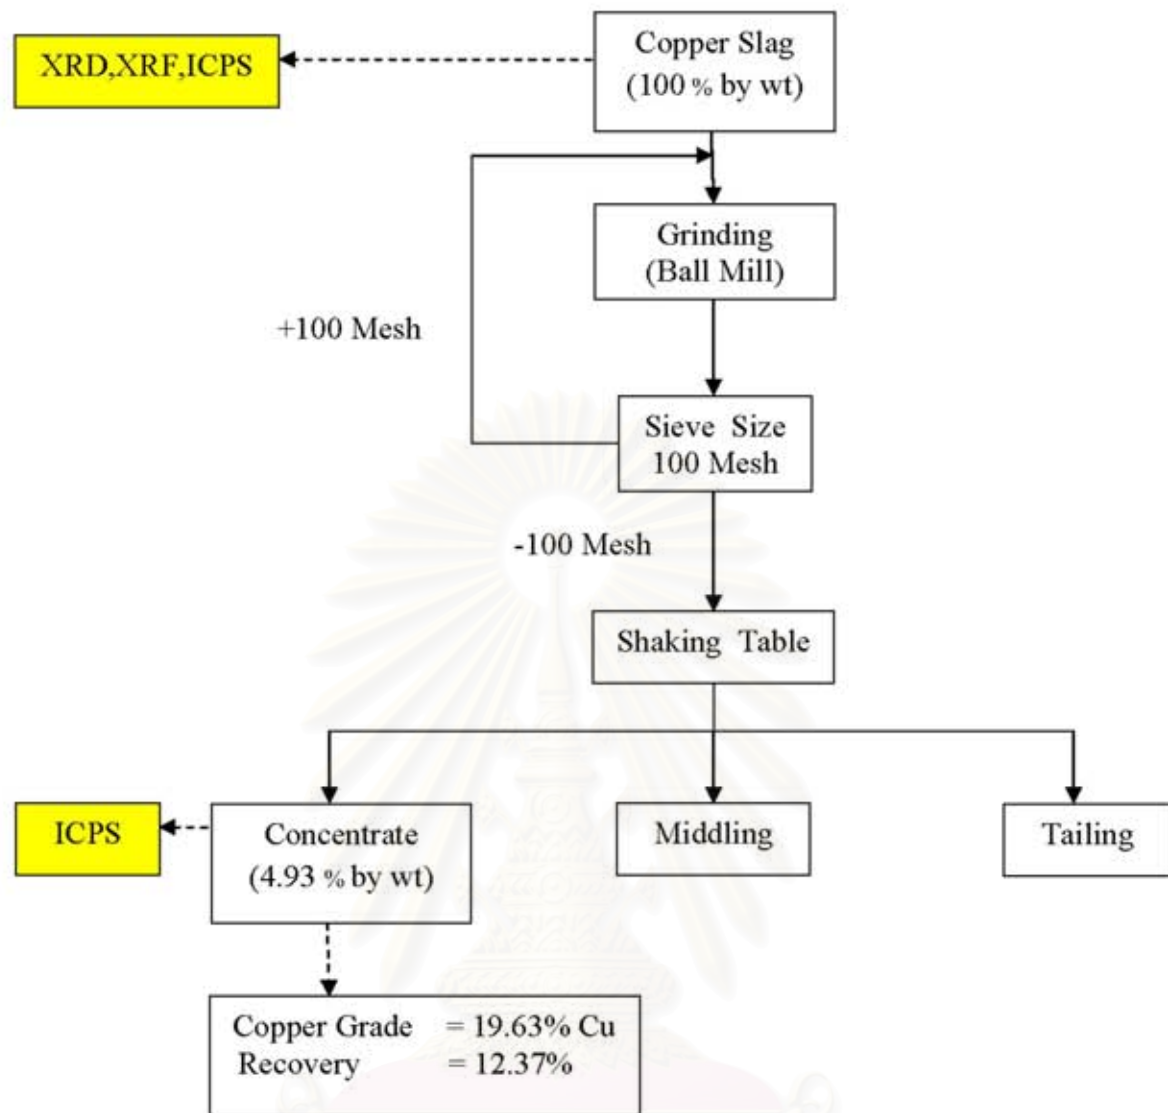 XRD,XRF,ICPS
Copper Slag
(100 % by wt)
Grinding
(Ball Mill)
+100 Mesh
Sieve Size
100 Mesh
-100 Mesh
Shaking Table
ICPS
Concentrate
(4.93 % by wt)
Middling
Tailing
Copper Grade = 19.63% Cu
Recovery = 12.37%